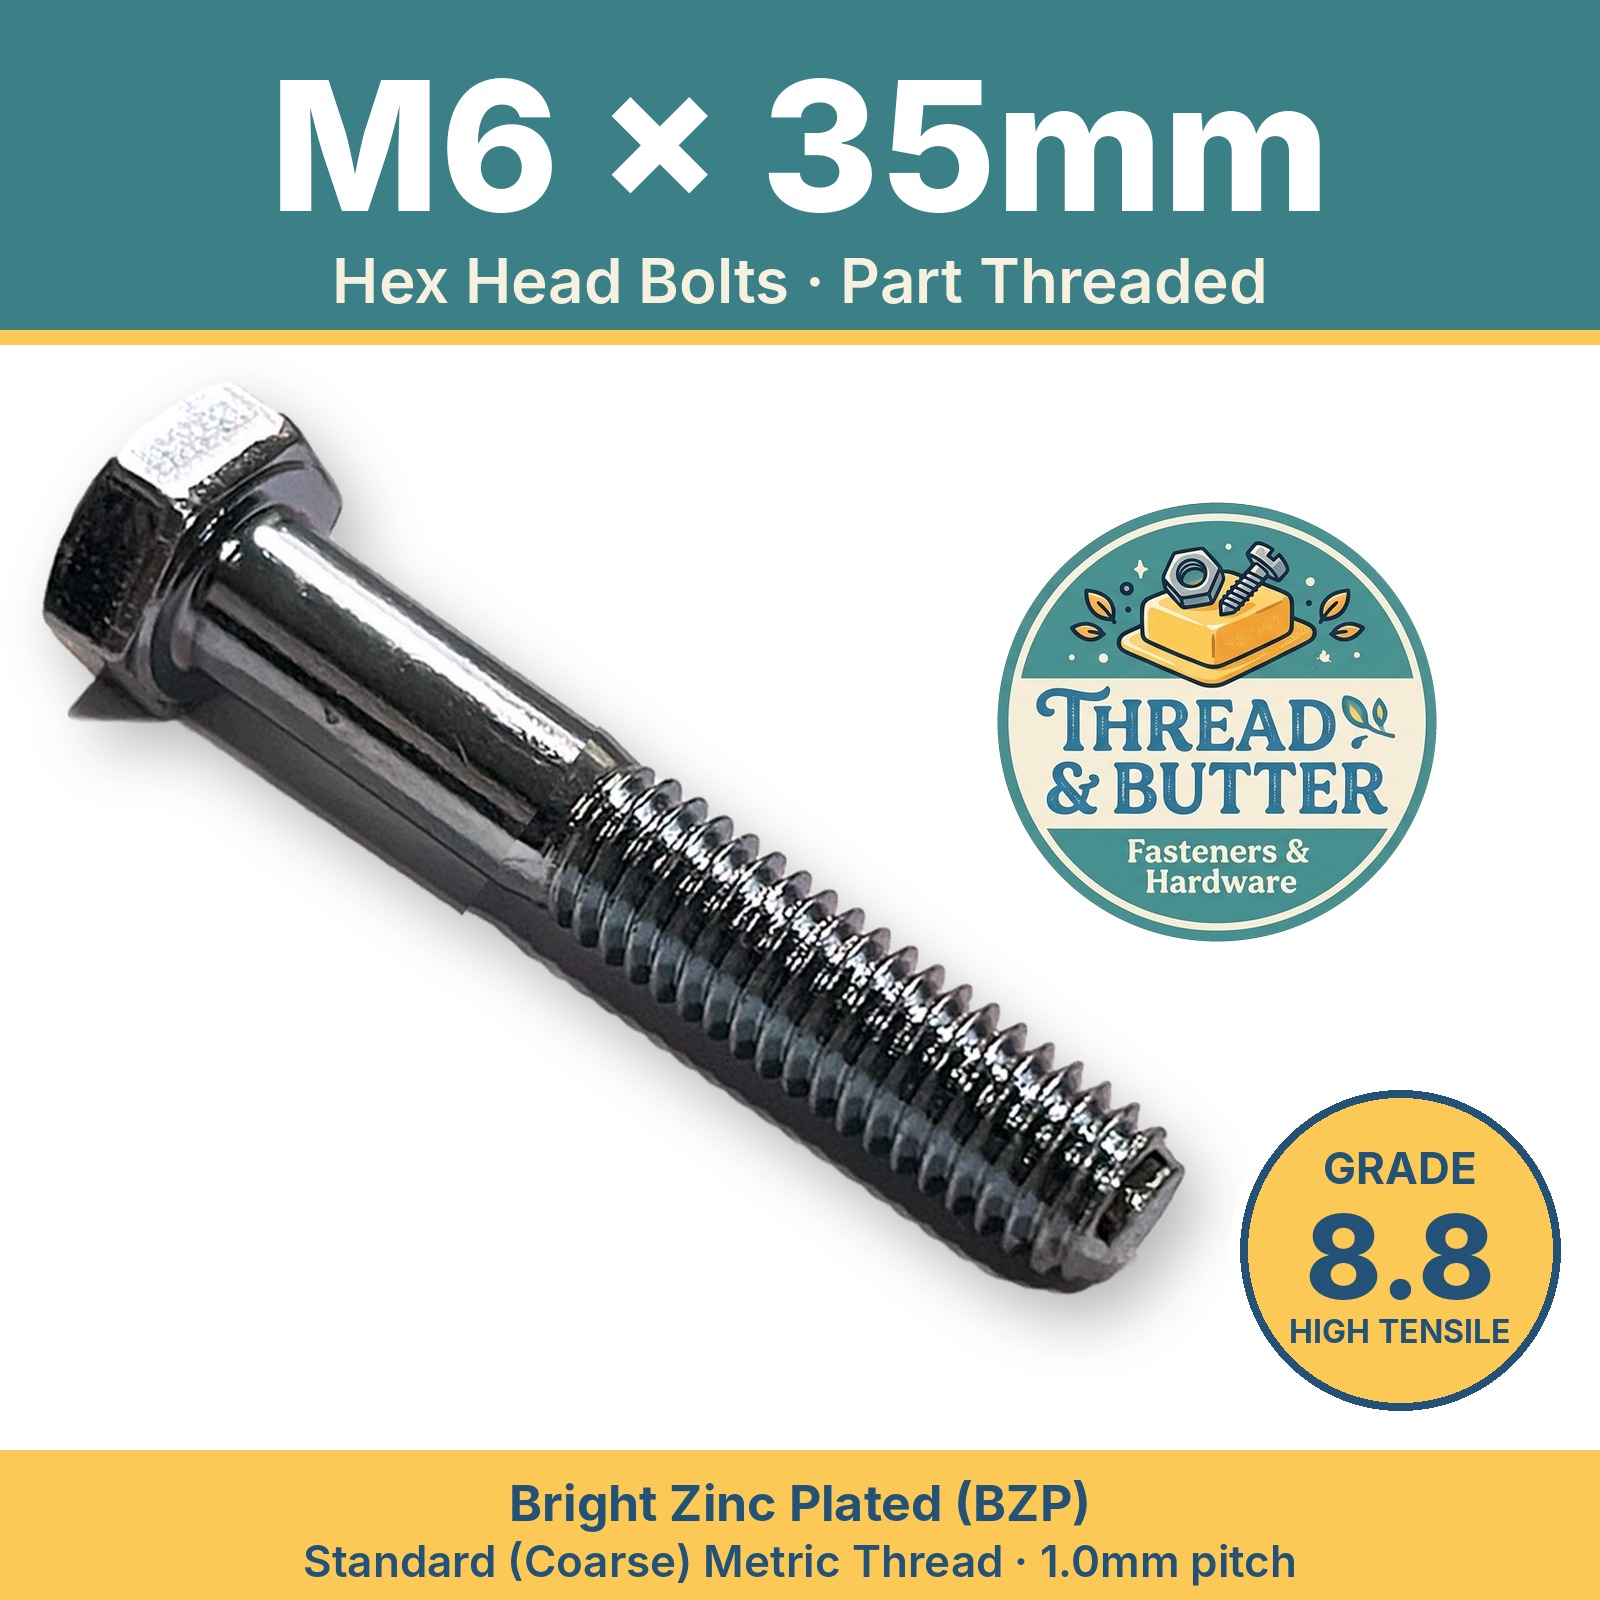 M6 × 35mm
Hex Head Bolts · Part Threaded
THREAD
& BUTTER
Fasteners &
Hardware
GRADE
8.8
HIGH TENSILE
Bright Zinc Plated (BZP)
Standard (Coarse) Metric Thread · 1.0mm pitch